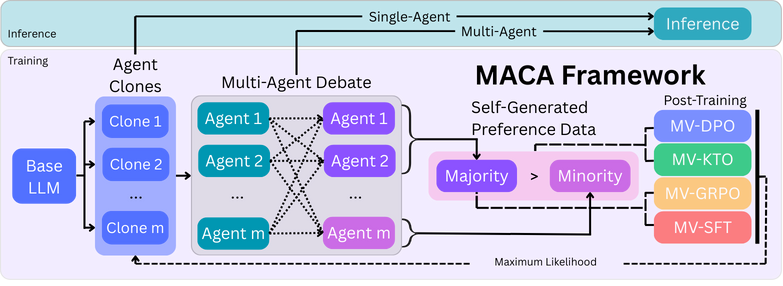 Single-Agent
Multi-Agent
Inference
Inference
Training
Agent
Clones
Multi-Agent Debate
MACA Framework
Self-Generated
Preference Data
Post-Training
Base
LLM
Clone 1
Clone 2
...
Clone m
Agent 1
Agent 2
...
Agent m
Agent 1
Agent 2
...
Agent m
Majority
>
Minority
MV-DPO
MV-KTO
MV-GRPO
MV-SFT
Maximum Likelihood